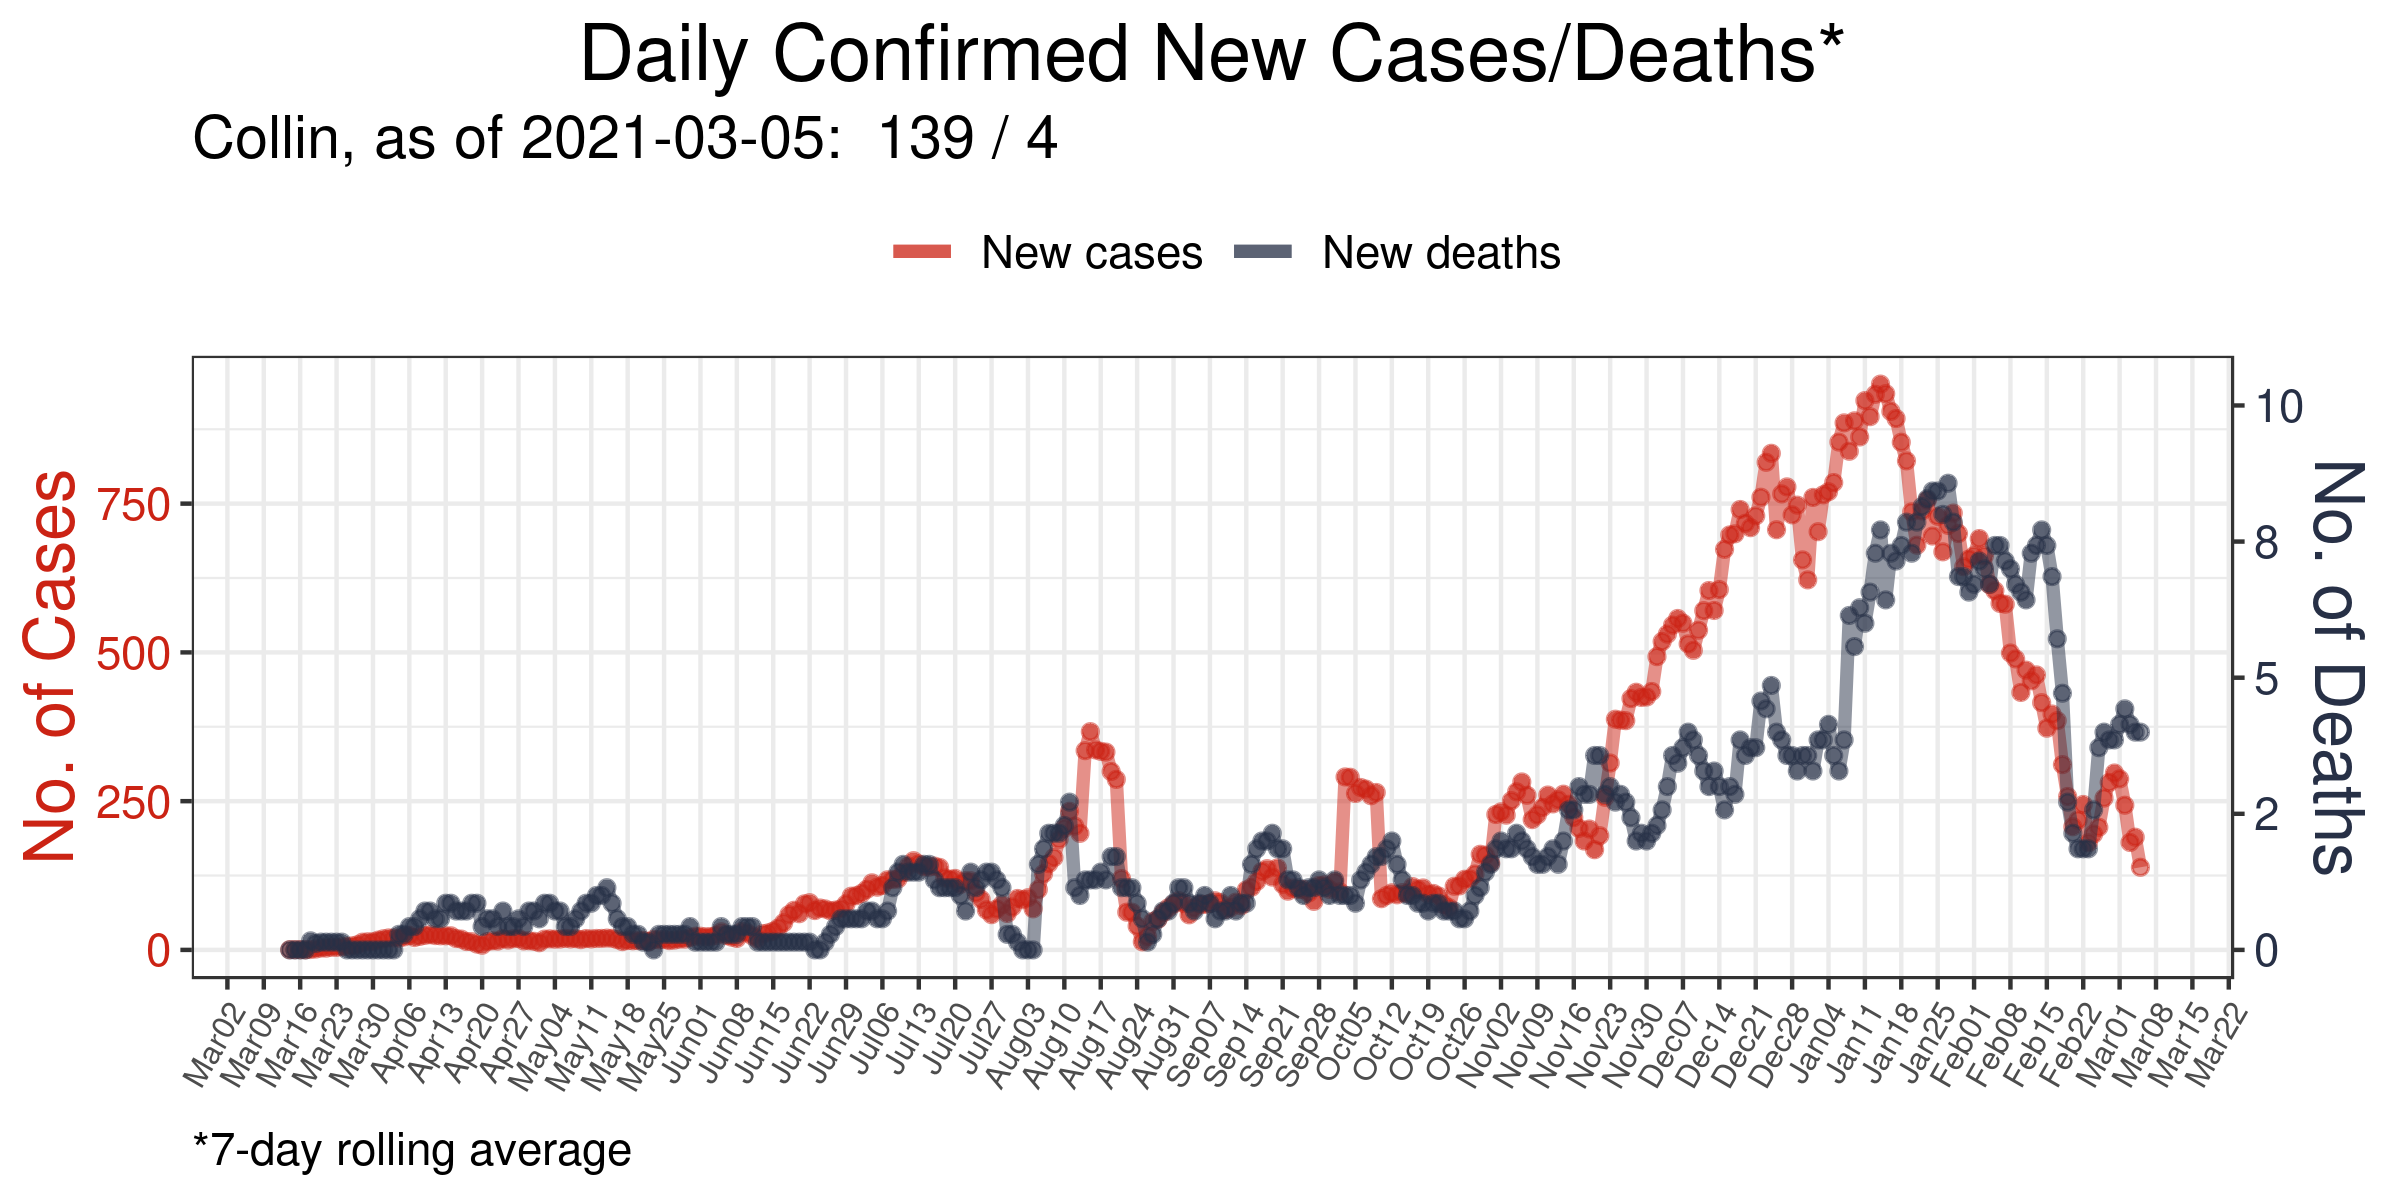 Daily Confirmed New Cases/Deaths*
Collin, as of 2021-03-05:  139 / 4
New cases
New deaths
No. of Cases
750
500
250
0
10
8
5
2
0
No. of Deaths
Mar02
Mar09
Mar16
Mar23
Mar30
Apr06
Apr13
Apr20
Apr27
May04
May11
May18
May25
Jun01
Jun08
Jun15
Jun22
Jun29
Jul06
Jul13
Jul20
Jul27
Aug03
Aug10
Aug17
Aug24
Aug31
Sep07
Sep14
Sep21
Sep28
Oct05
Oct12
Oct19
Oct26
Nov02
Nov09
Nov16
Nov23
Nov30
Dec07
Dec14
Dec21
Dec28
Jan04
Jan11
Jan18
Jan25
Feb01
Feb08
Feb15
Feb22
Mar01
Mar08
Mar15
Mar22
*7-day rolling average